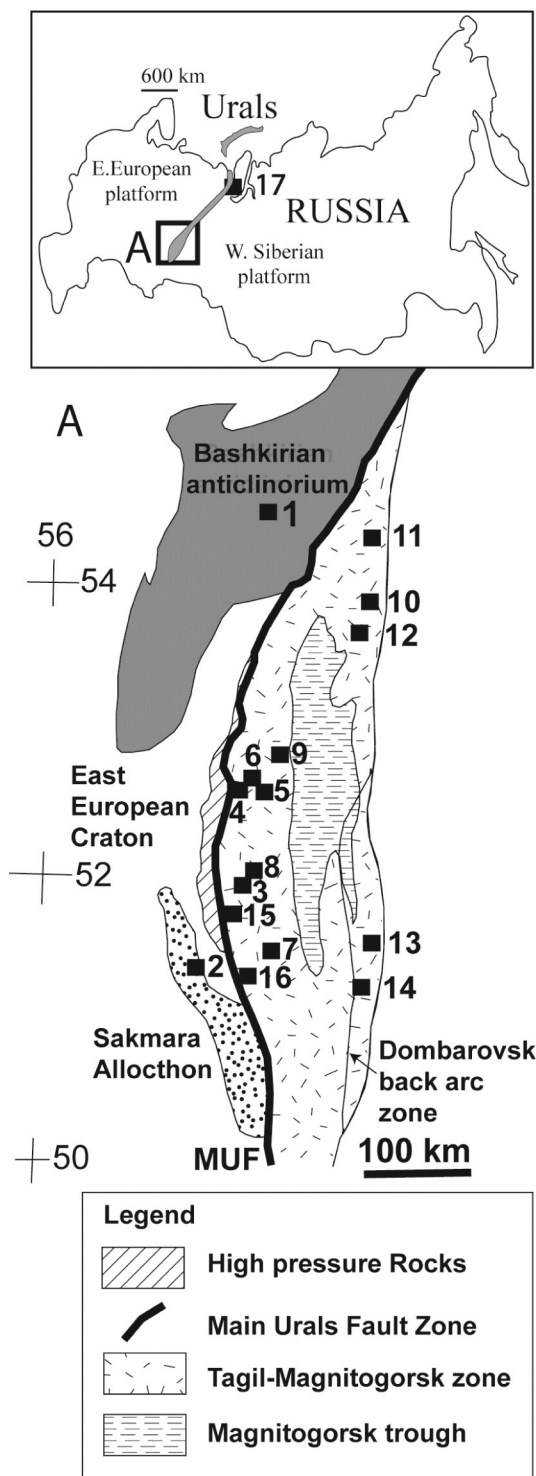 600 km
Urals
E.European
platform
17
RUSSIA
A
W. Siberian
platform
A
Bashkirian
anticlinorium
1
11
56
54
10
12
9
6
5
4
East
European
Craton
8
52
3
15
13
7
2
16
14
Sakmara
Allocthon
Dombarovsk
back arc
zone
50
MUF
100 km
Legend
High pressure Rocks
Main Urals Fault Zone
Tagil-Magnitogorsk zone
Magnitogorsk trough